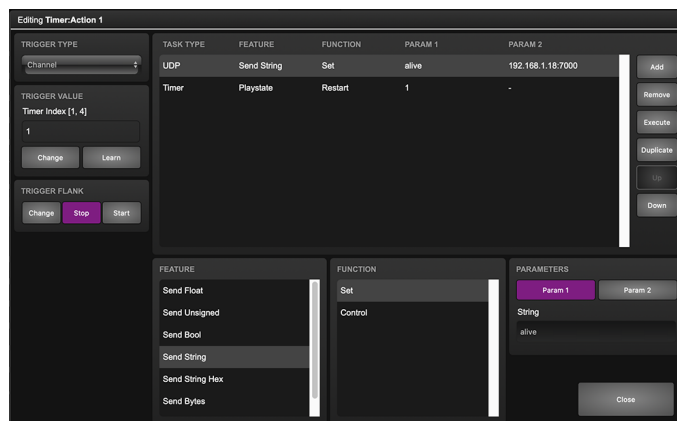 Editing Timer:Action 1
TRIGGER TYPE
Channel
TRIGGER VALUE
Timer Index [1, 4]
1
Change Learn
TRIGGER FLANK
Change Stop Start
TASK TYPE FEATURE FUNCTION PARAM 1 PARAM 2
UDP Send String Set alive 192.168.1.18:7000
Timer Playstate Restart 1 -
Add
Remove
Execute
Duplicate
Up
Down
FEATURE
Send Float
Send Unsigned
Send Bool
Send String
Send String Hex
Send Bytes
FUNCTION
Set
Control
PARAMETERS
Param 1 Param 2
String
alive
Close